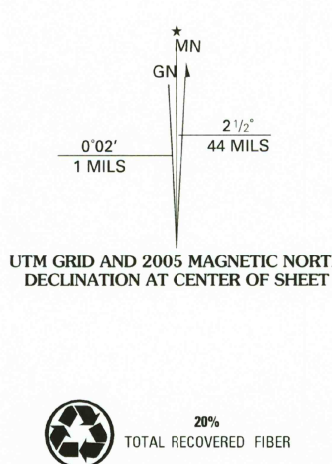 ★
MN
GN
0°02′
1 MILS
2 1/2°
44 MILS
UTM GRID AND 2005 MAGNETIC NORT
DECLINATION AT CENTER OF SHEET
20%
TOTAL RECOVERED FIBER